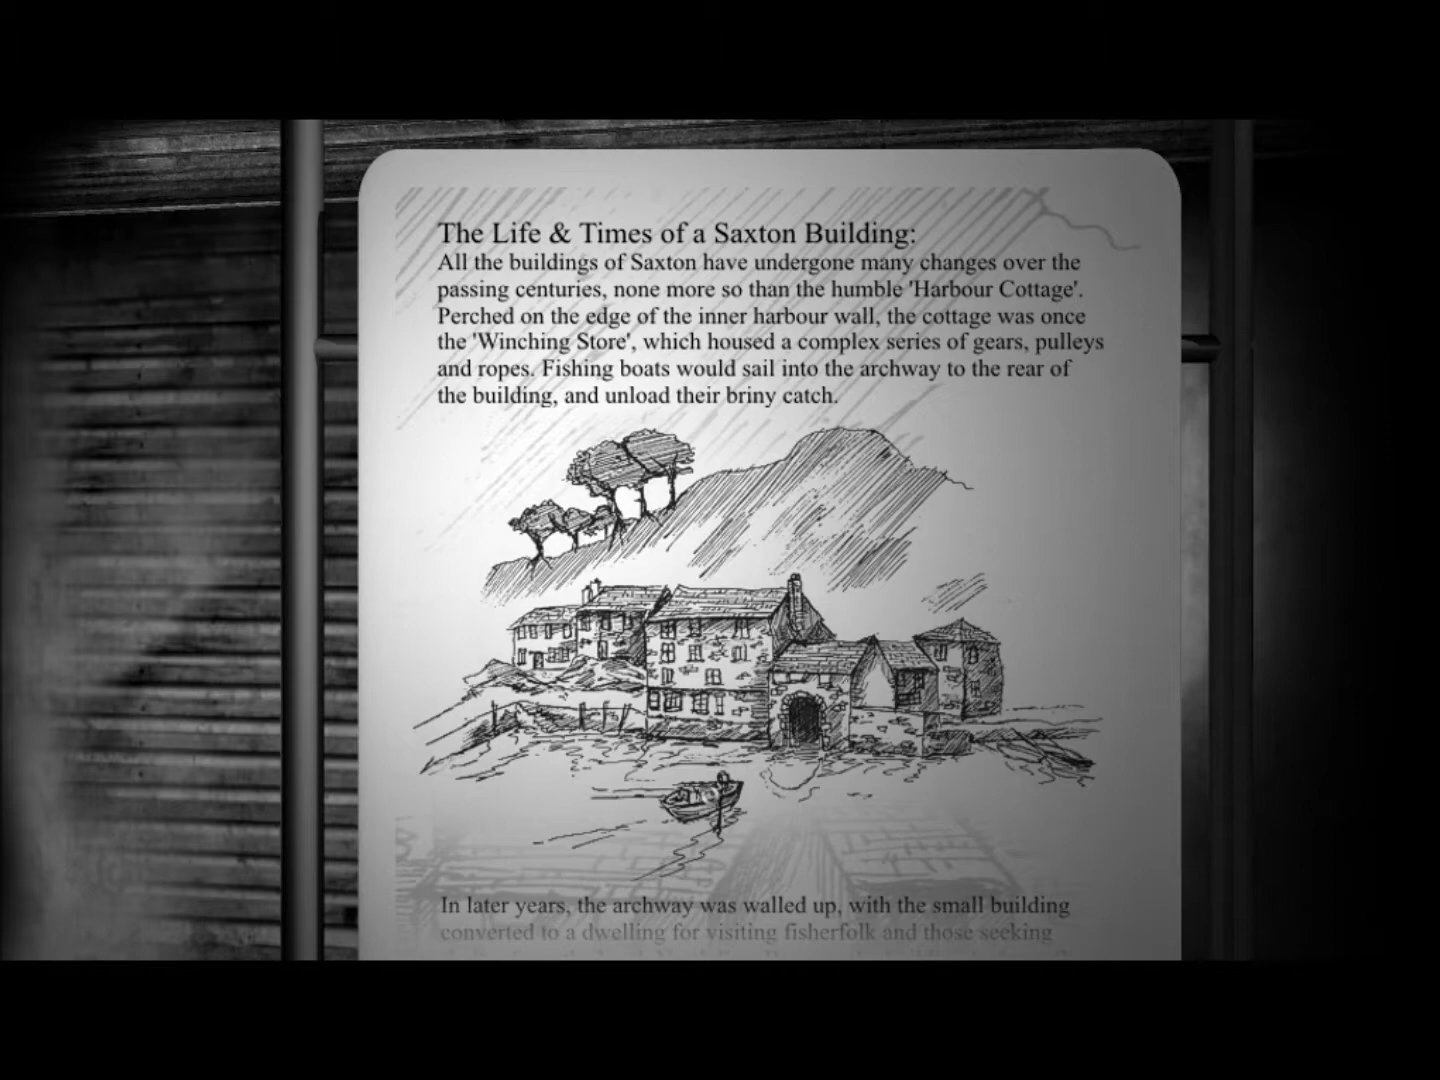 The Life & Times of a Saxton Building:
All the buildings of Saxton have undergone many changes over the
passing centuries, none more so than the humble 'Harbour Cottage'.
Perched on the edge of the inner harbour wall, the cottage was once
the 'Winching Store', which housed a complex series of gears, pulleys
and ropes. Fishing boats would sail into the archway to the rear of
the building, and unload their briny catch.
In later years, the archway was walled up, with the small building
converted to a dwelling for visiting fisherfolk and those seeking